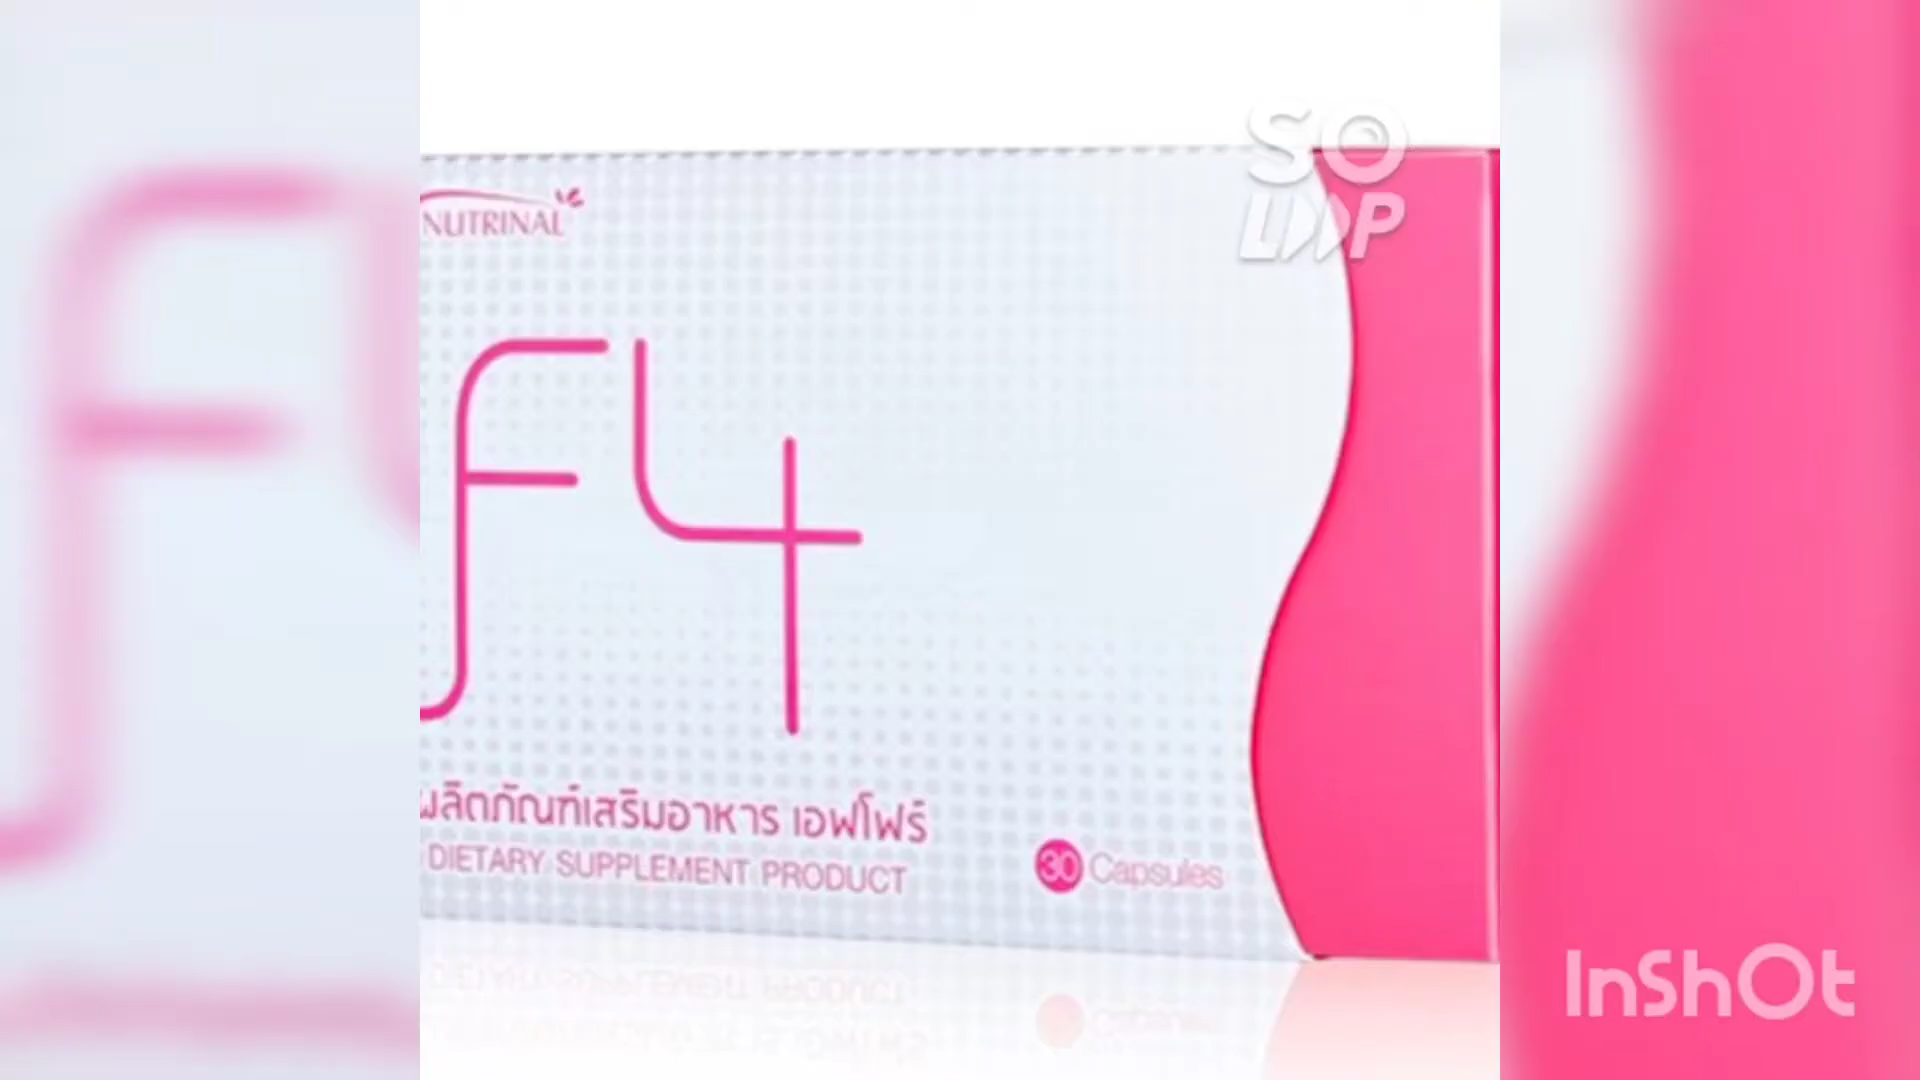 SO
LOOP
NUTRINAL
F4
ผลิตภัณฑ์เสริมอาหาร เอฟโฟร์
DIETARY SUPPLEMENT PRODUCT
30 Capsules
InShOt